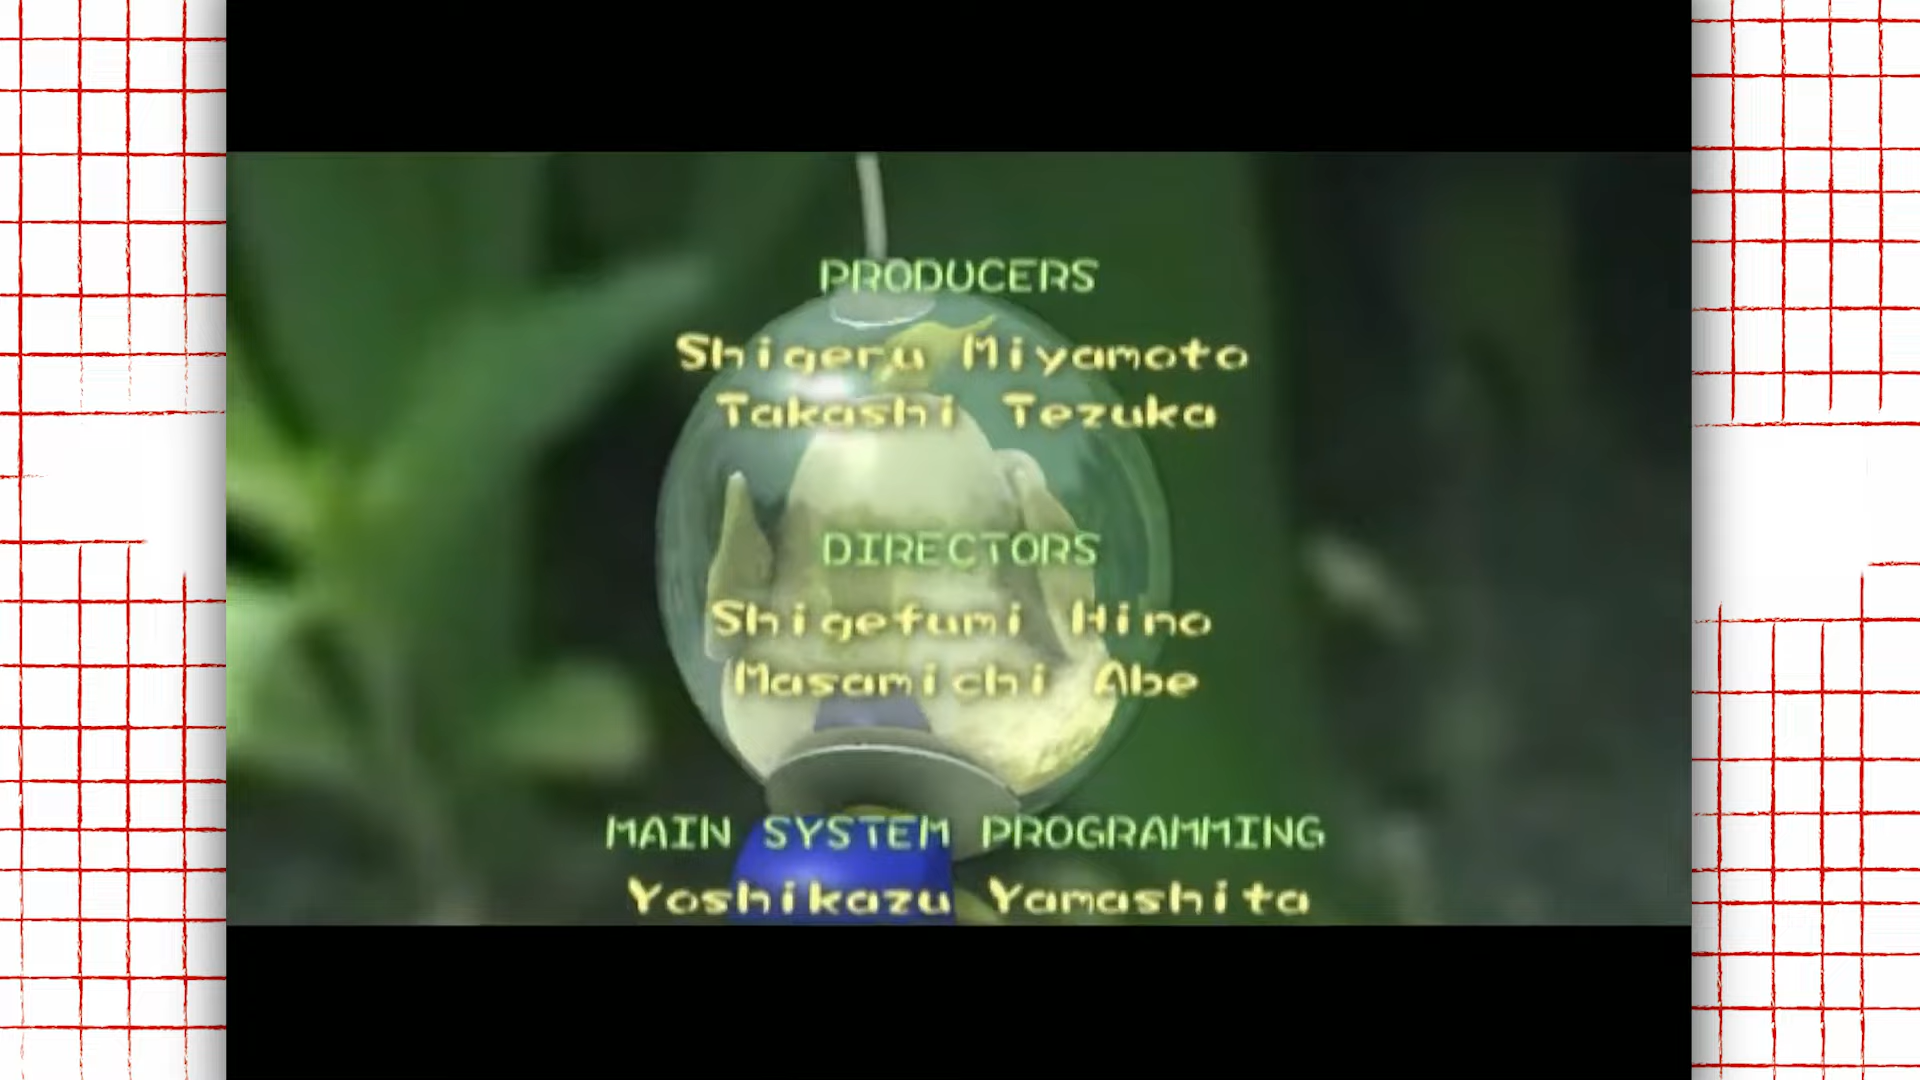 PRODUCERS
Shigeru Miyamoto
Takashi Tezuka
DIRECTORS
Shigefumi Hino
Masamichi Abe
MAIN SYSTEM PROGRAMMING
Yoshikazu Yamashita